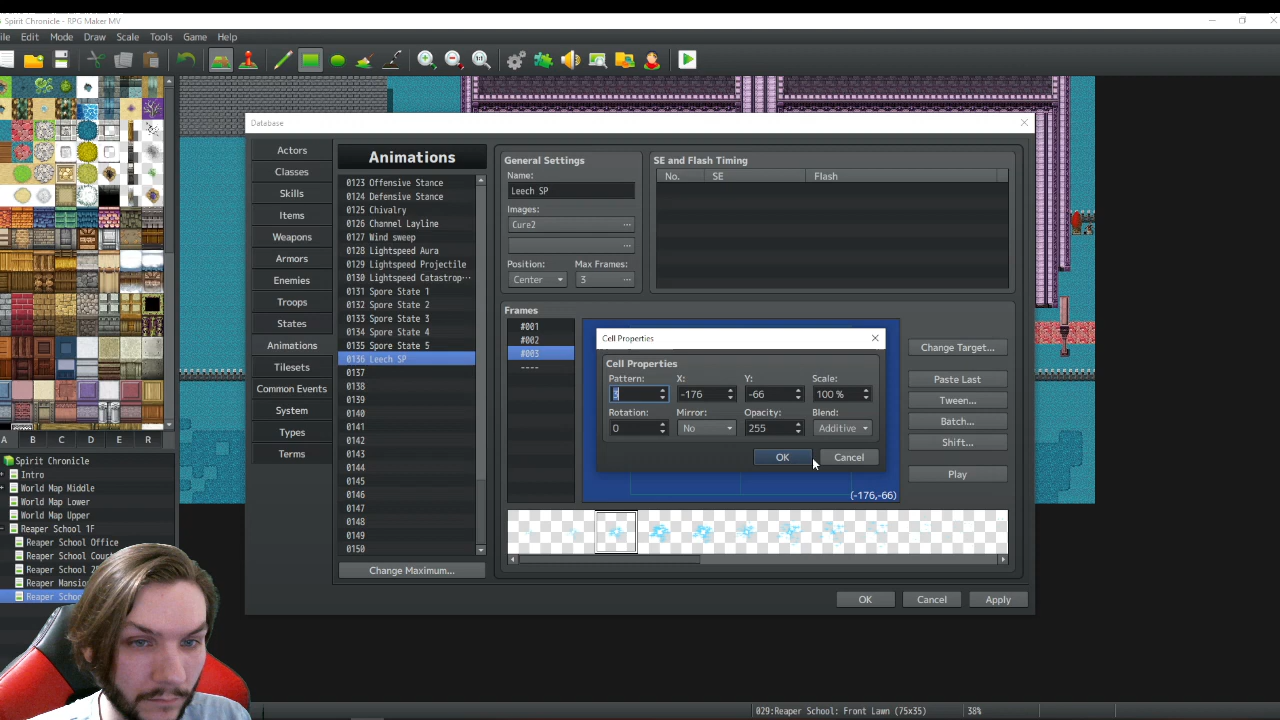 Spirit Chronicle - RPG Maker MV
ile Edit Mode Draw Scale Tools Game Help
1:1
Database
Actors
Classes
Skills
Items
Weapons
Armors
Enemies
Troops
States
Animations
Tilesets
Common Events
System
Types
Terms
Animations
0123 Offensive Stance
0124 Defensive Stance
0125 Chivalry
0126 Channel Layline
0127 Wind sweep
0128 Lightspeed Aura
0129 Lightspeed Projectile
0130 Lightspeed Catastrop···
0131 Spore State 1
0132 Spore State 2
0133 Spore State 3
0134 Spore State 4
0135 Spore State 5
0136 Leech SP
0137
0138
0139
0140
0141
0142
0143
0144
0145
0146
0147
0148
0149
0150
Change Maximum...
General Settings
Name:
Leech SP
Images:
Cure2 ...
...
Position: Max Frames:
Center 3 ...
SE and Flash Timing
No. SE Flash
Frames
#001
#002
#003
----
Cell Properties
Cell Properties
Pattern: X: Y: Scale:
3 -176 -66 100 %
Rotation: Mirror: Opacity: Blend:
0 No 255 Additive
OK Cancel
(-176,-66)
Change Target...
Paste Last
Tween...
Batch...
Shift...
Play
OK Cancel Apply
A B C D E R
Spirit Chronicle
Intro
World Map Middle
World Map Lower
World Map Upper
Reaper School 1F
Reaper School Office
Reaper School Court
Reaper School 2
Reaper Mansio
Reaper Schoo
029:Reaper School: Front Lawn (75x35) 38%